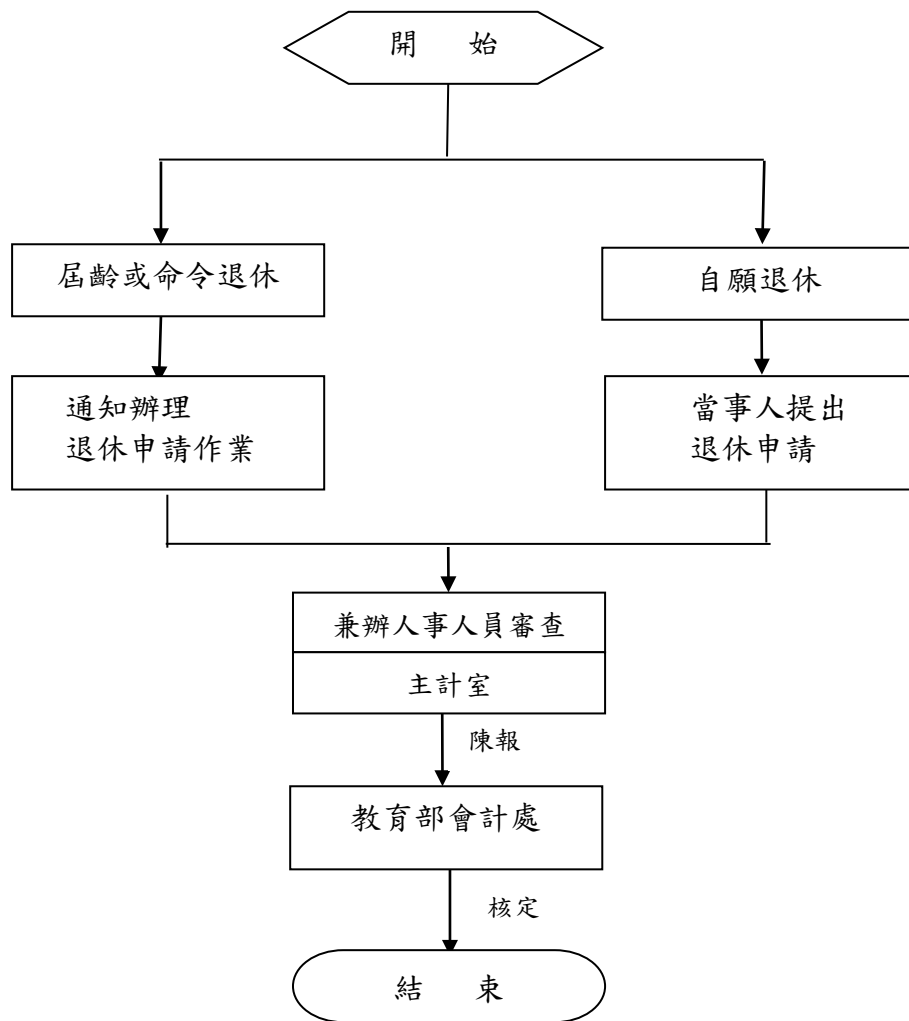 開 始
屆齡或命令退休
自願退休
通知辦理
退休申請作業
當事人提出
退休申請
兼辦人事人員審查
主計室
陳報
教育部會計處
核定
結 束